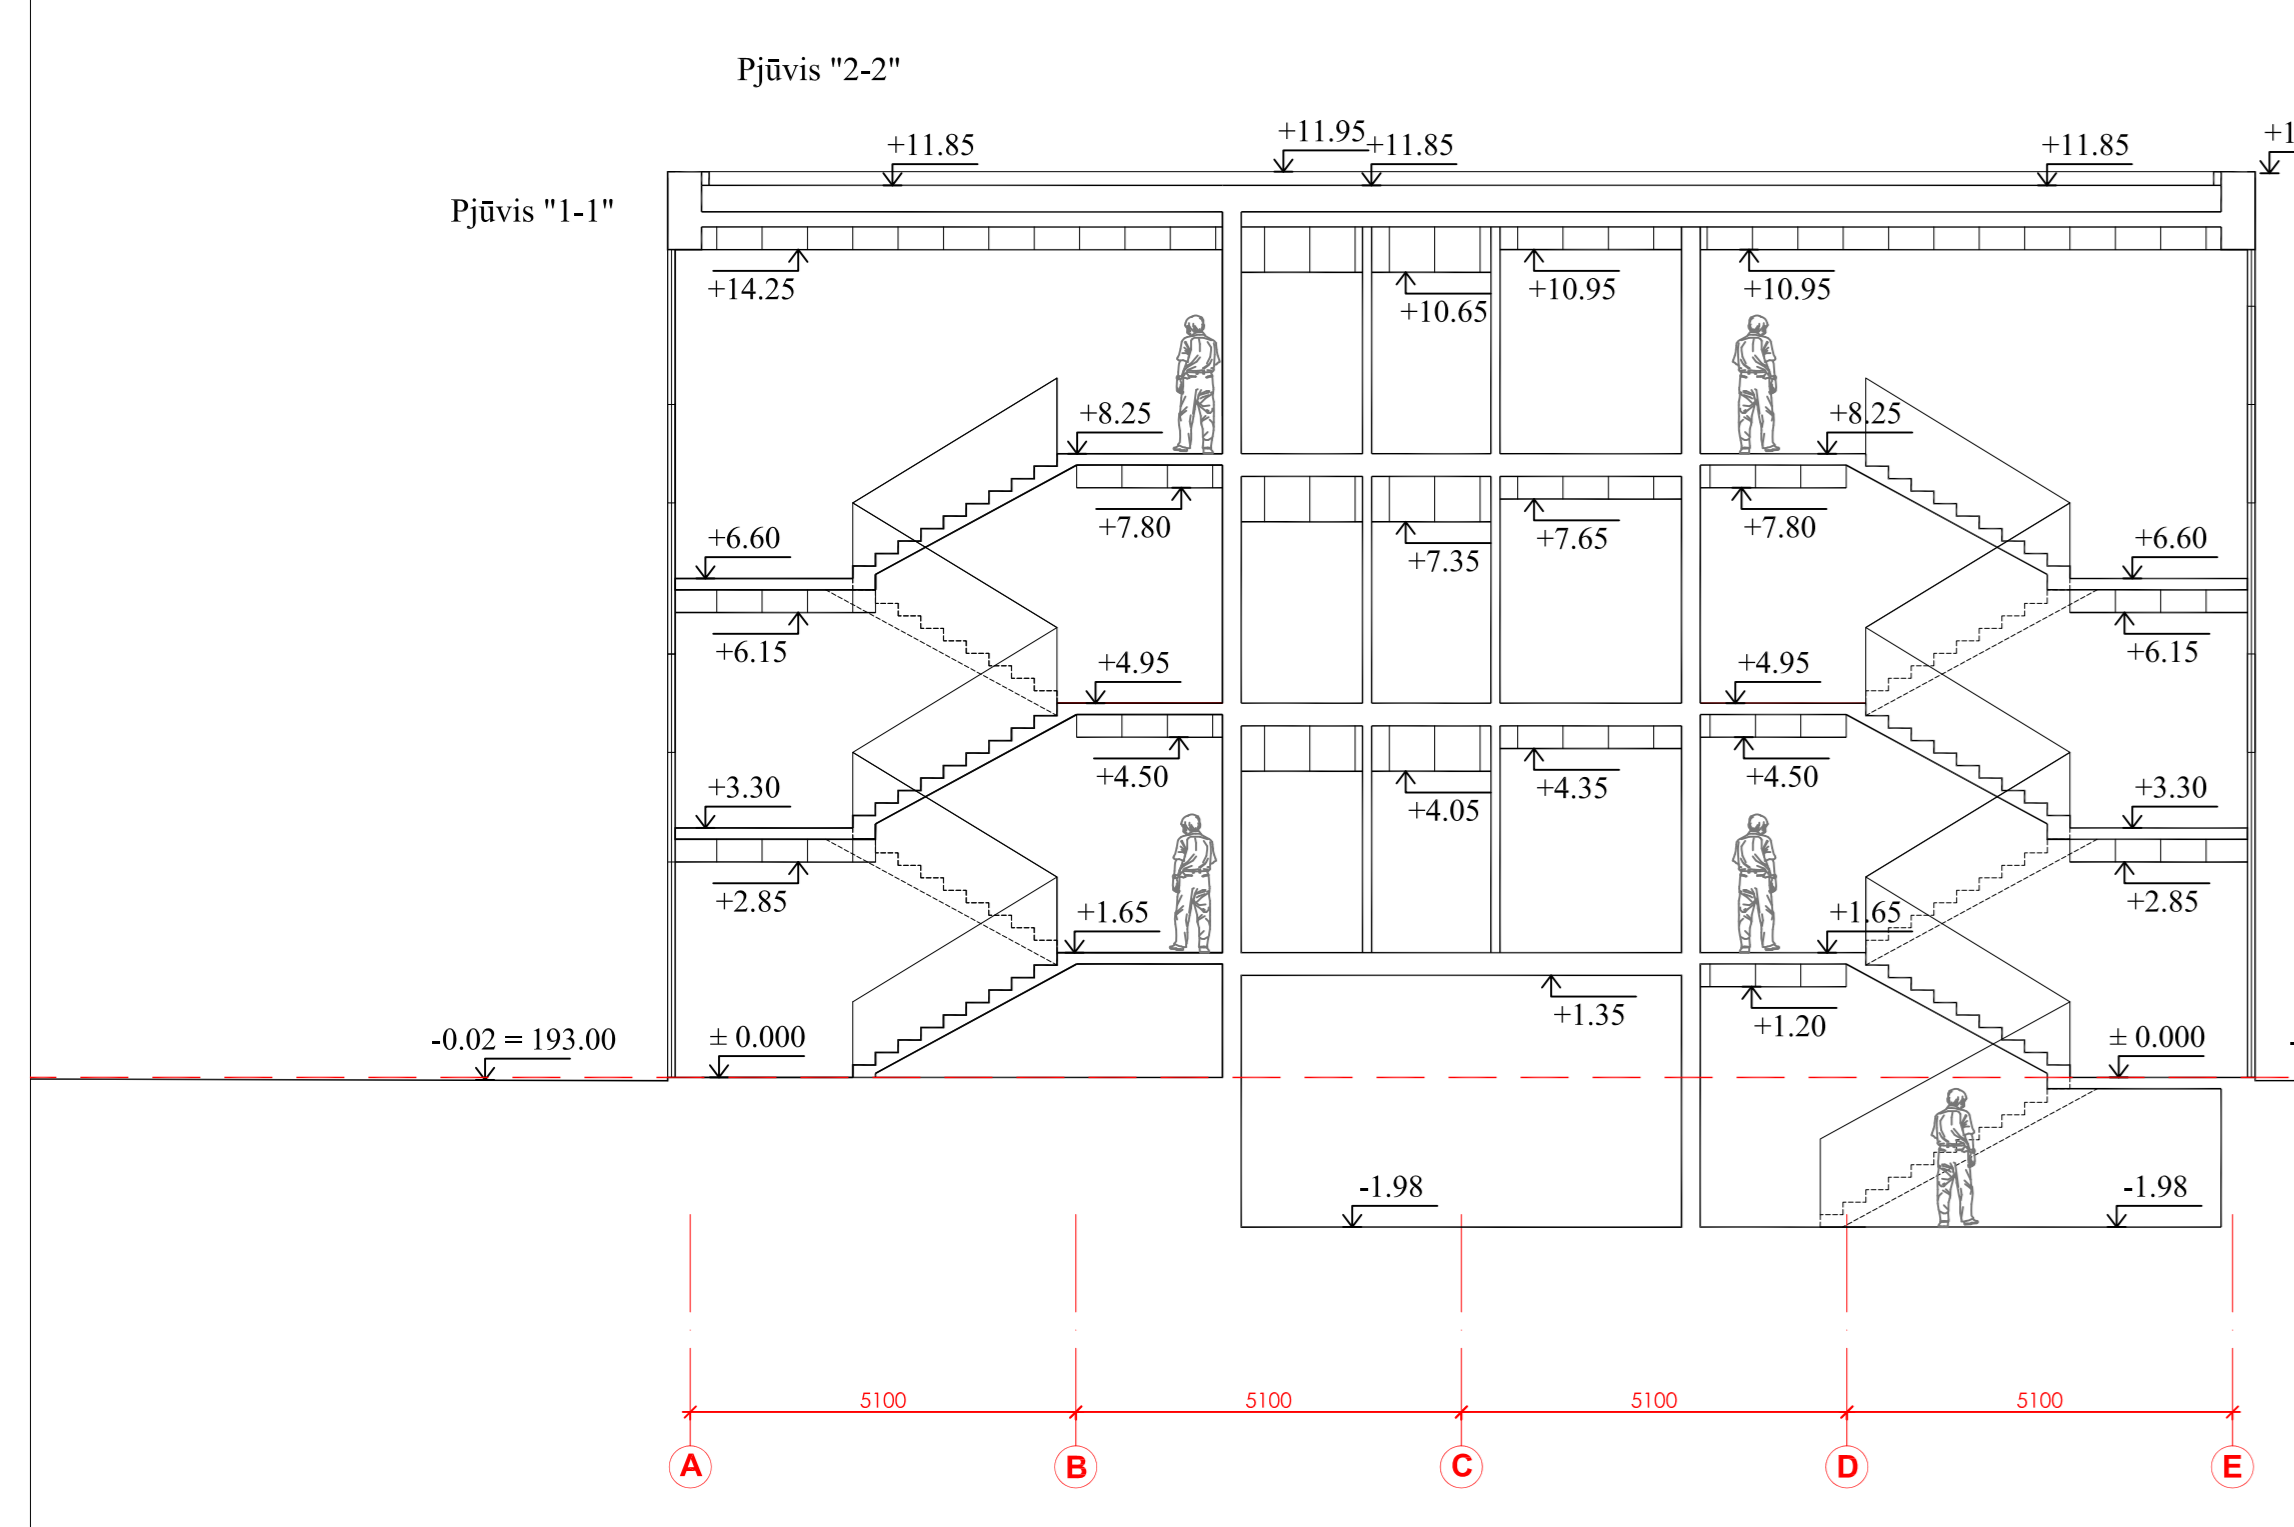 Pjūvis "2-2"
+11.95
+11.85 +11.85 +11.85
Pjūvis "1-1"
+14.25 +10.95 +10.95
+10.65
+8.25 +8.25
+7.80 +7.65 +7.80
+6.60 +7.35 +6.60
+6.15 +6.15
+4.95 +4.95
+4.50 +4.35 +4.50
+3.30 +4.05 +3.30
+2.85 +2.85
+1.65 +1.65
+1.35 +1.20
-0.02 = 193.00 ± 0.000 ± 0.000
-1.98 -1.98
5100 5100 5100 5100
A B C D E